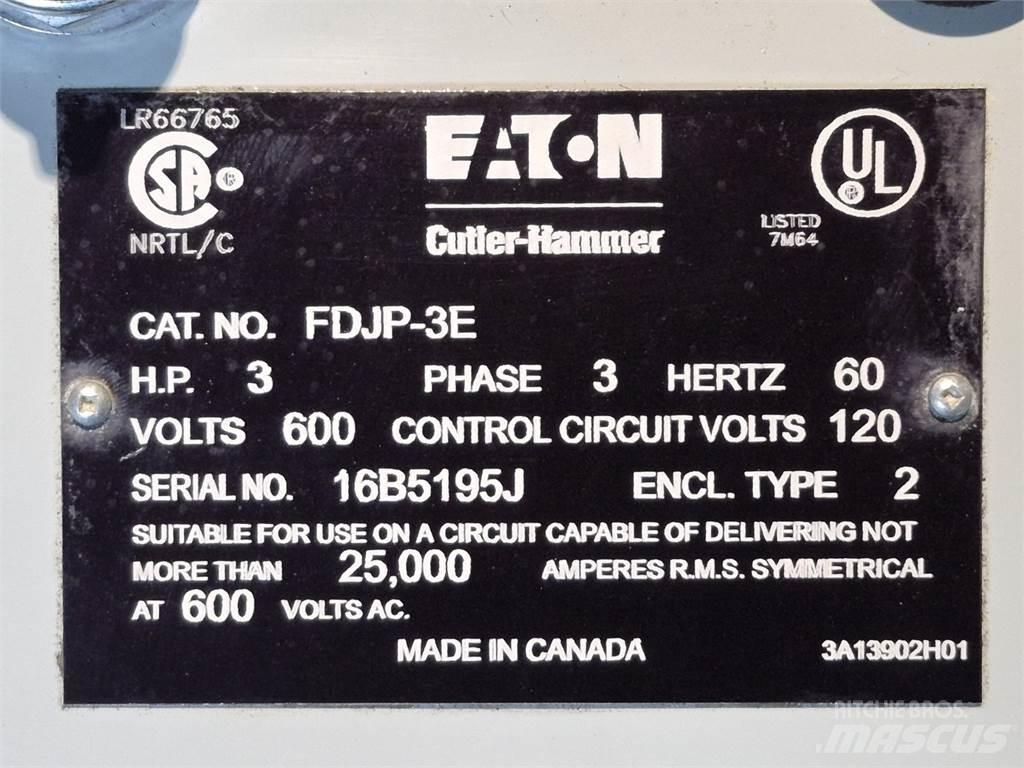 LR66765
EATON
UL
SA
R
R
NRTL/C
Cutler-Hammer
LISTED
7M64
CAT. NO. FDJP-3E
H.P. 3 PHASE 3 HERTZ 60
VOLTS 600 CONTROL CIRCUIT VOLTS 120
SERIAL NO. 16B5195J ENCL. TYPE 2
SUITABLE FOR USE ON A CIRCUIT CAPABLE OF DELIVERING NOT
MORE THAN 25,000 AMPERES R.M.S. SYMMETRICAL
AT 600 VOLTS AC.
MADE IN CANADA 3A13902H01
RITCHIE BROS.
MASCUS